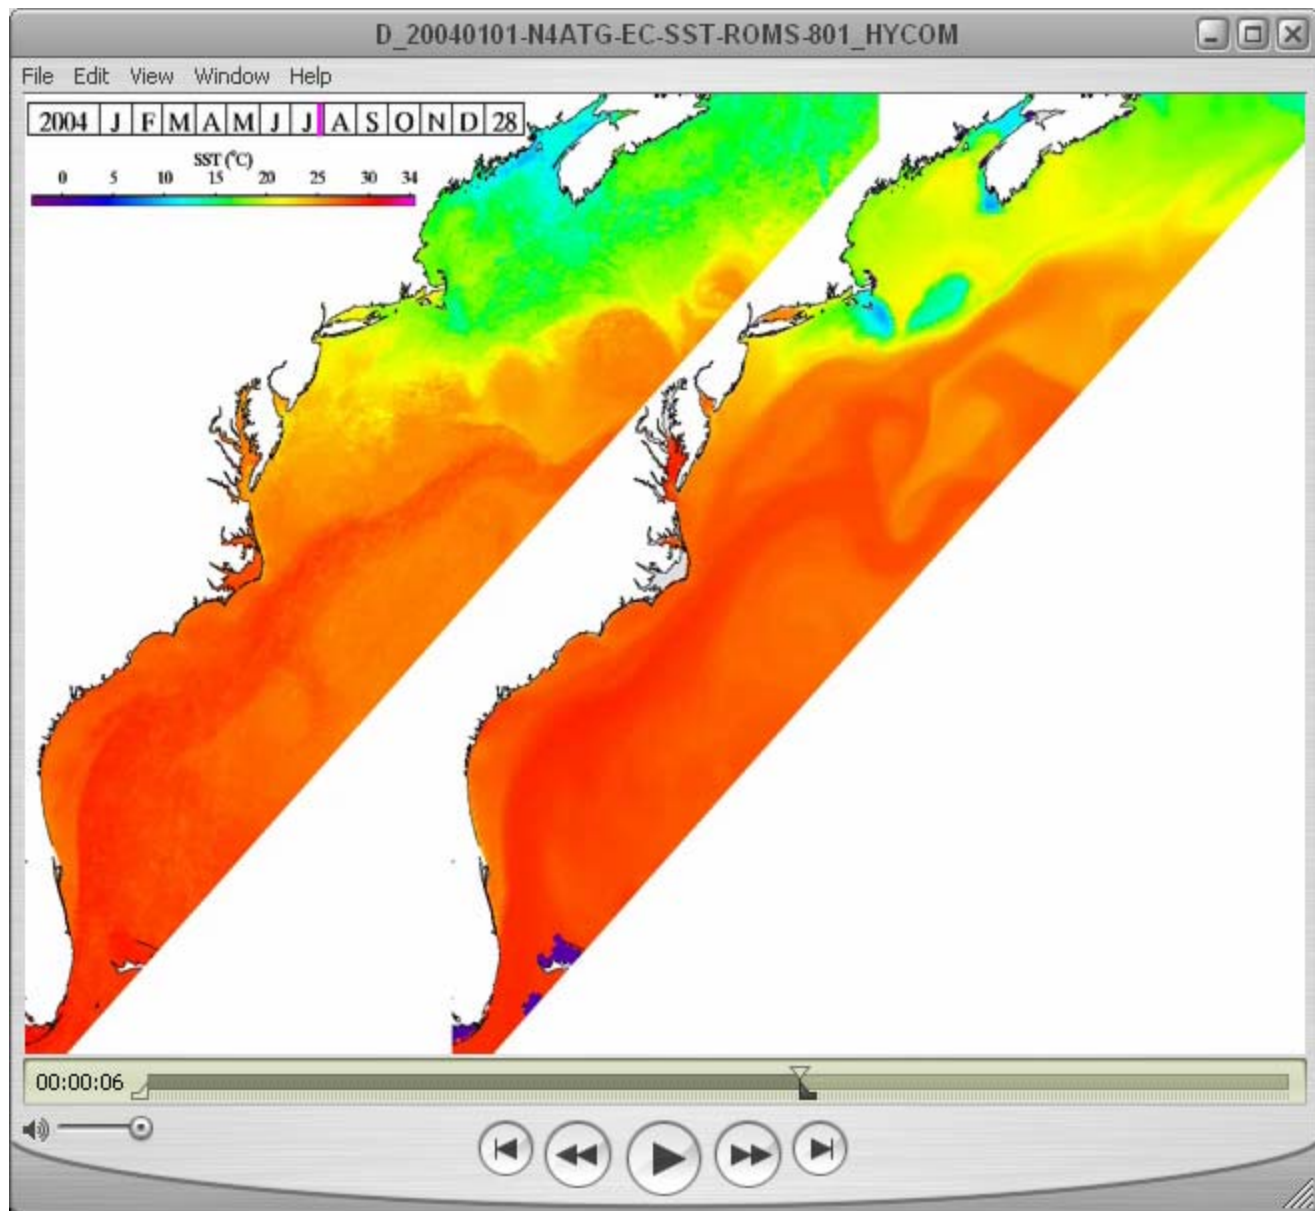 D_20040101-N4ATG-EC-SST-ROMS-801_HYCOM
File Edit View Window Help
2004 J F M A M J J A S O N D 28
SST (°C)
0 5 10 15 20 25 30 34
00:00:06